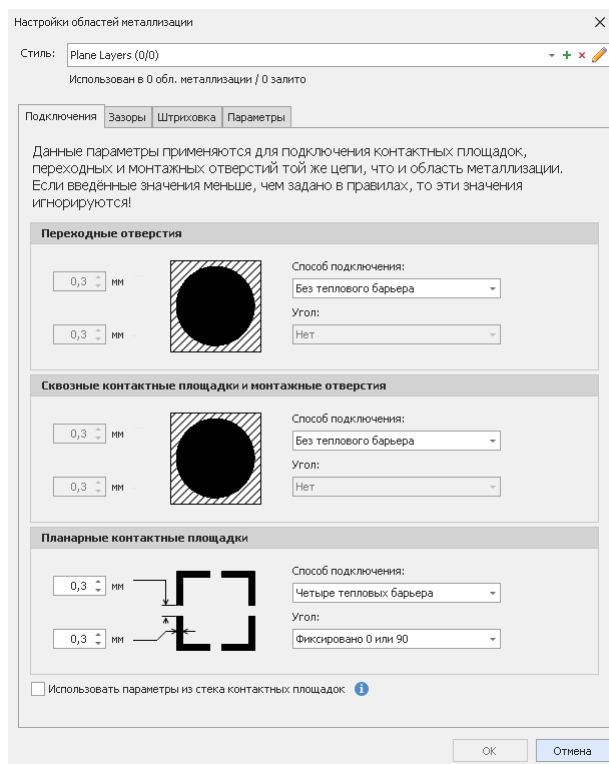 Настройки областей металлизации
Стиль: Plane Layers (0/0)
Использован в 0 обл. металлизации / 0 залито
Подключения Зазоры Штриховка Параметры
Данные параметры применяются для подключения контактных площадок,
переходных и монтажных отверстий той же цепи, что и область металлизации.
Если введённые значения меньше, чем задано в правилах, то эти значения
игнорируются!
Переходные отверстия
0,3 мм
0,3 мм
Способ подключения:
Без теплового барьера
Угол:
Нет
Сквозные контактные площадки и монтажные отверстия
0,3 мм
0,3 мм
Способ подключения:
Без теплового барьера
Угол:
Нет
Планарные контактные площадки
0,3 мм
0,3 мм
Способ подключения:
Четыре тепловых барьера
Угол:
Фиксировано 0 или 90
Использовать параметры из стека контактных площадок
OK Отмена